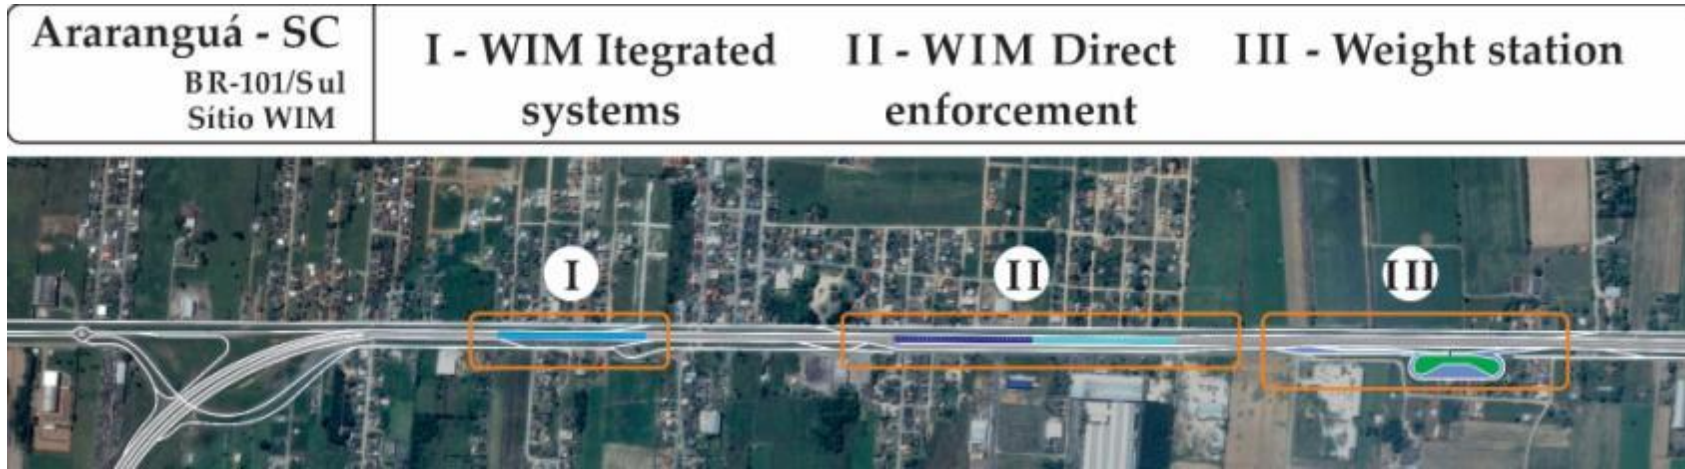 Araranguá - SC
BR-101/Sul
Sítio WIM
I - WIM Itegrated
systems
II - WIM Direct
enforcement
III - Weight station
I
II
III